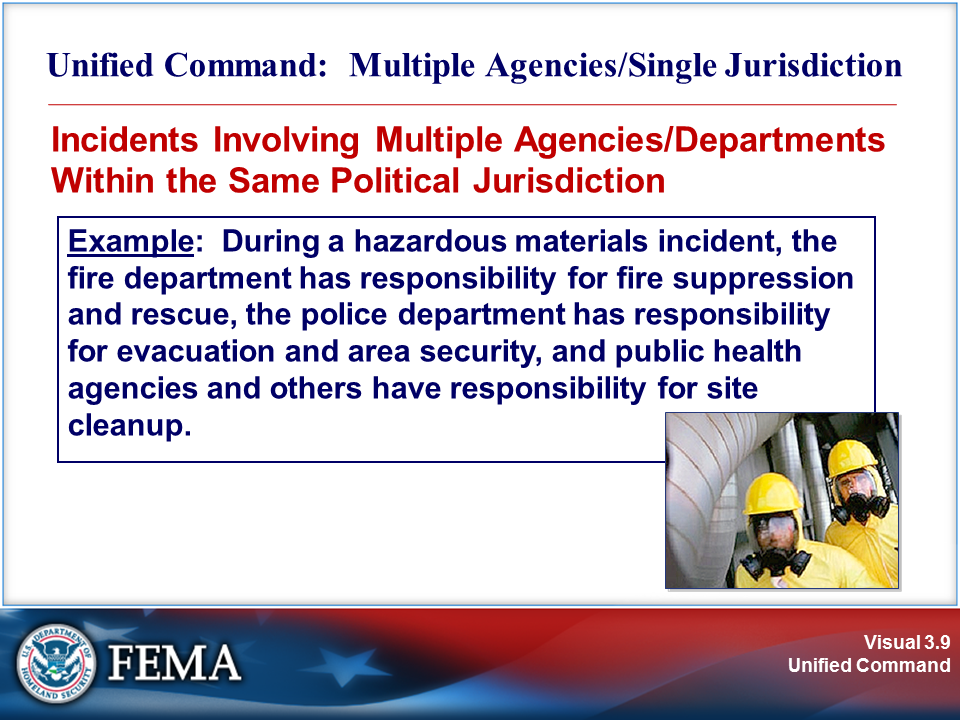 Unified Command:  Multiple Agencies/Single Jurisdiction
Incidents Involving Multiple Agencies/Departments
Within the Same Political Jurisdiction
Example:  During a hazardous materials incident, the
fire department has responsibility for fire suppression
and rescue, the police department has responsibility
for evacuation and area security, and public health
agencies and others have responsibility for site
cleanup.
U.S. DEPARTMENT OF
HOMELAND SECURITY
FEMA
Visual 3.9
Unified Command